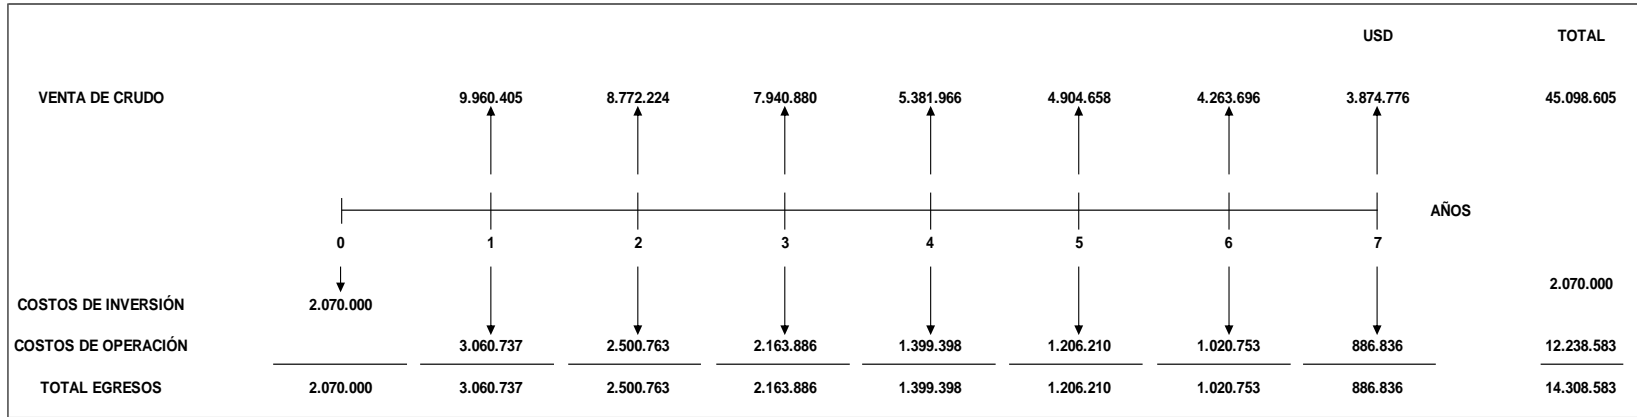 USD TOTAL
VENTA DE CRUDO 9.960.405 8.772.224 7.940.880 5.381.966 4.904.658 4.263.696 3.874.776 45.098.605
AÑOS
0 1 2 3 4 5 6 7
2.070.000
COSTOS DE INVERSIÓN 2.070.000
COSTOS DE OPERACIÓN 3.060.737 2.500.763 2.163.886 1.399.398 1.206.210 1.020.753 886.836 12.238.583
TOTAL EGRESOS 2.070.000 3.060.737 2.500.763 2.163.886 1.399.398 1.206.210 1.020.753 886.836 14.308.583